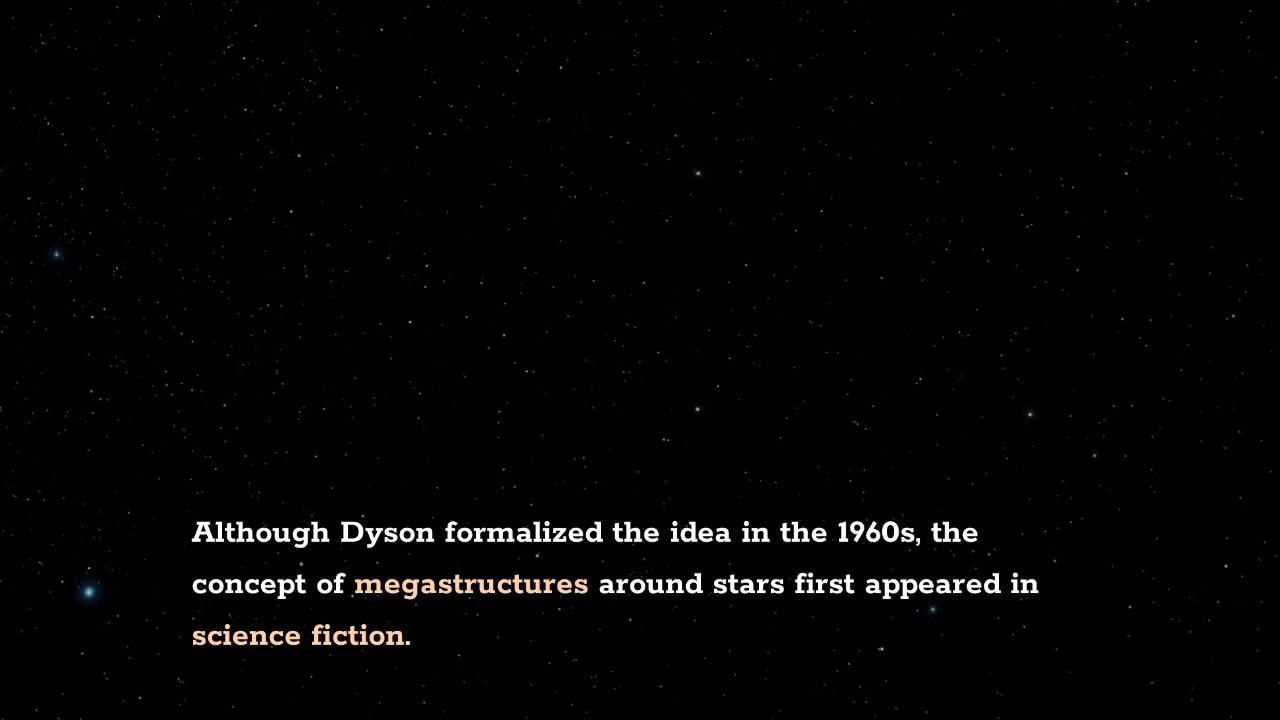 Although Dyson formalized the idea in the 1960s, the
concept of megastructures around stars first appeared in
science fiction.